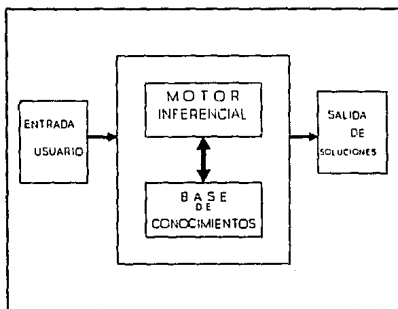 ENTRADA
USUARIO
MOTOR
INFERENCIAL
BASE
DE
CONOCIMIENTOS
SALIDA
DE
SOLUCIONES